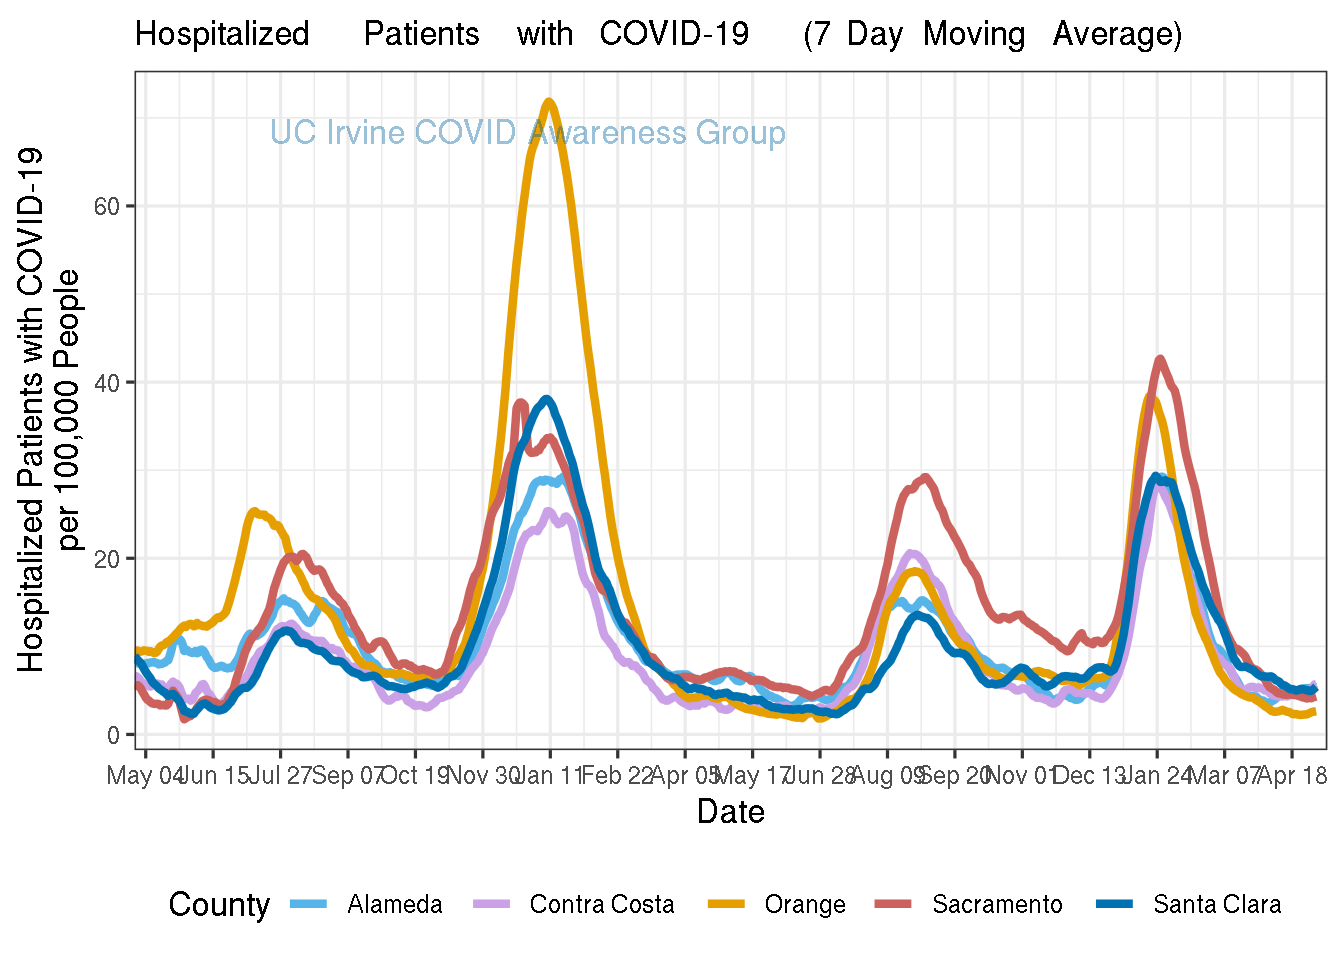 Hospitalized Patients with COVID-19 (7 Day Moving Average)
UC Irvine COVID Awareness Group
Hospitalized Patients with COVID-19
per 100,000 People
60
40
20
0
May 04 Jun 15 Jul 27 Sep 07 Oct 19 Nov 30 Jan 11 Feb 22 Apr 05 May 17 Jun 28 Aug 09 Sep 20 Nov 01 Dec 13 Jan 24 Mar 07 Apr 18
Date
County Alameda Contra Costa Orange Sacramento Santa Clara